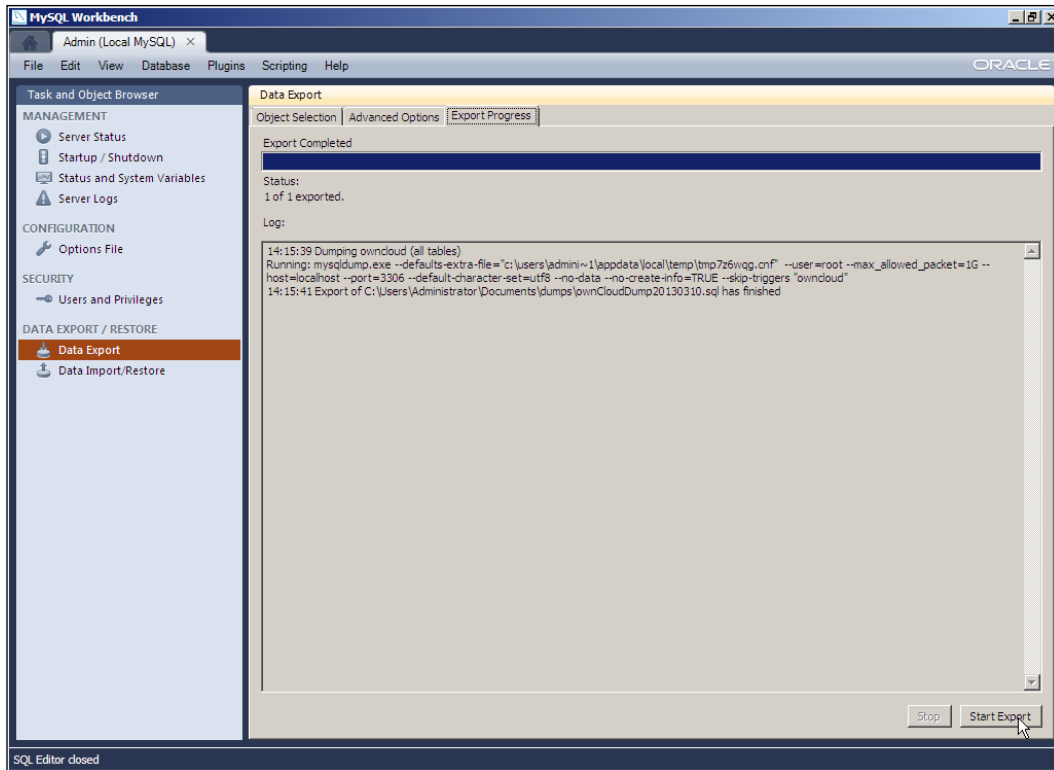 MySQL Workbench
Admin (Local MySQL) ×
File Edit View Database Plugins Scripting Help
ORACLE
Task and Object Browser
MANAGEMENT
Server Status
Startup / Shutdown
Status and System Variables
Server Logs
CONFIGURATION
Options File
SECURITY
Users and Privileges
DATA EXPORT / RESTORE
Data Export
Data Import/Restore
Data Export
Object Selection Advanced Options Export Progress
Export Completed
Status:
1 of 1 exported.
Log:
14:15:39 Dumping owncloud (all tables)
Running: mysqldump.exe --defaults-extra-file="c:\users\admini~1\appdata\local\temp\tmp7z6wqg.cnf" --user=root --max_allowed_packet=1G --
host=localhost --port=3306 --default-character-set=utf8 --no-data --no-create-info=TRUE --skip-triggers "owncloud"
14:15:41 Export of C:\Users\Administrator\Documents\dumps\ownCloudDump20130310.sql has finished
Stop Start Export
SQL Editor closed